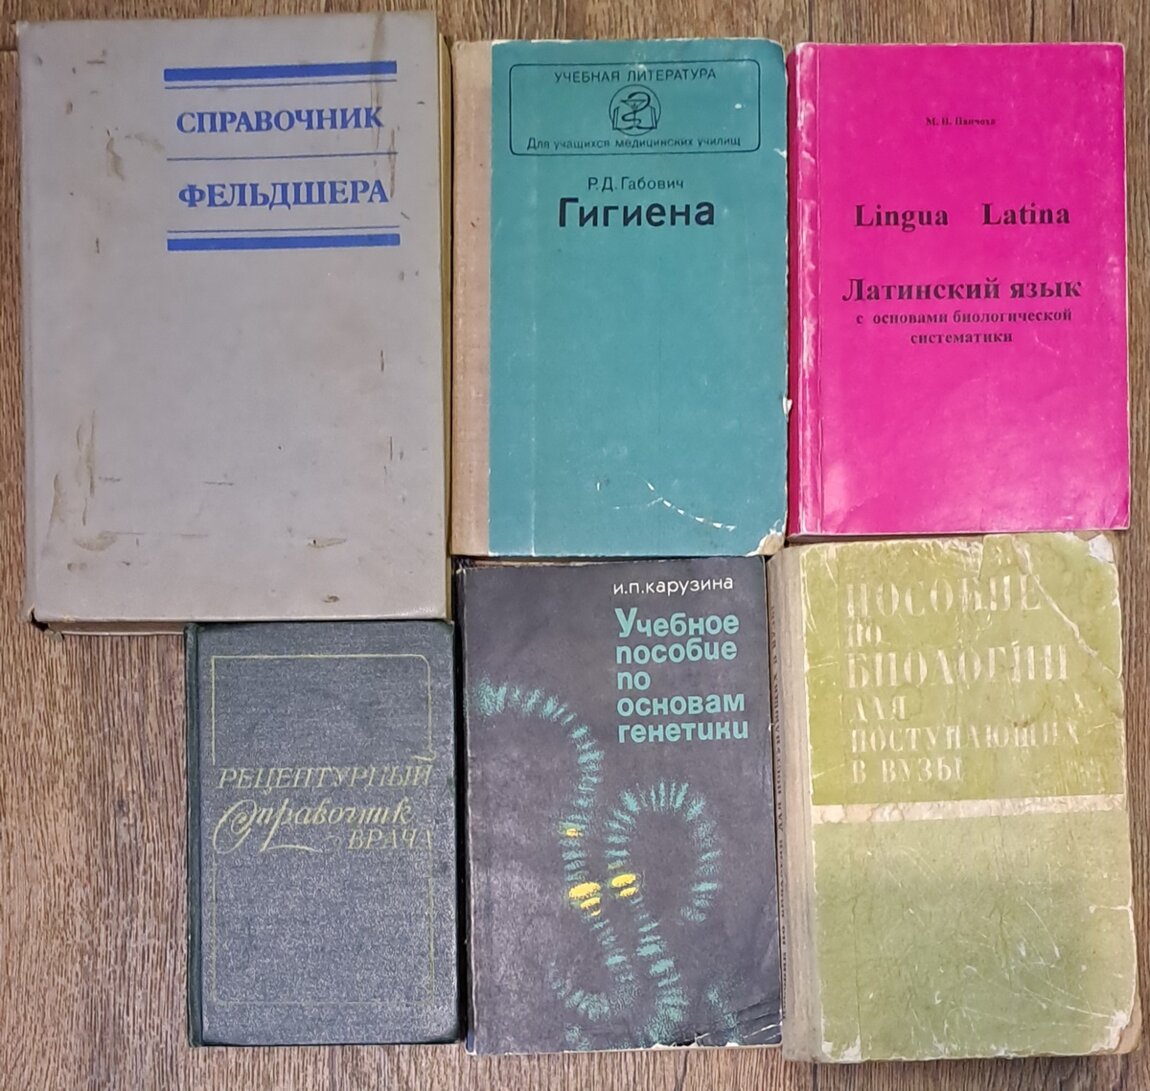 СПРАВОЧНИК
ФЕЛЬДШЕРА
УЧЕБНАЯ ЛИТЕРАТУРА
Для учащихся медицинских училищ
Р.Д.Габович
Гигиена
М. Н. Панчоха
Lingua Latina
Латинский язык
с основами биологической
систематики
РЕЦЕПТУРНЫЙ
Справочник
ВРАЧА
И.П.КАРУЗИНА
Учебное
пособие
по
основам
генетики
ПОСОБИЕ
ПО
БИОЛОГИИ
ДЛЯ
ПОСТУПАЮЩИХ
В ВУЗЫ